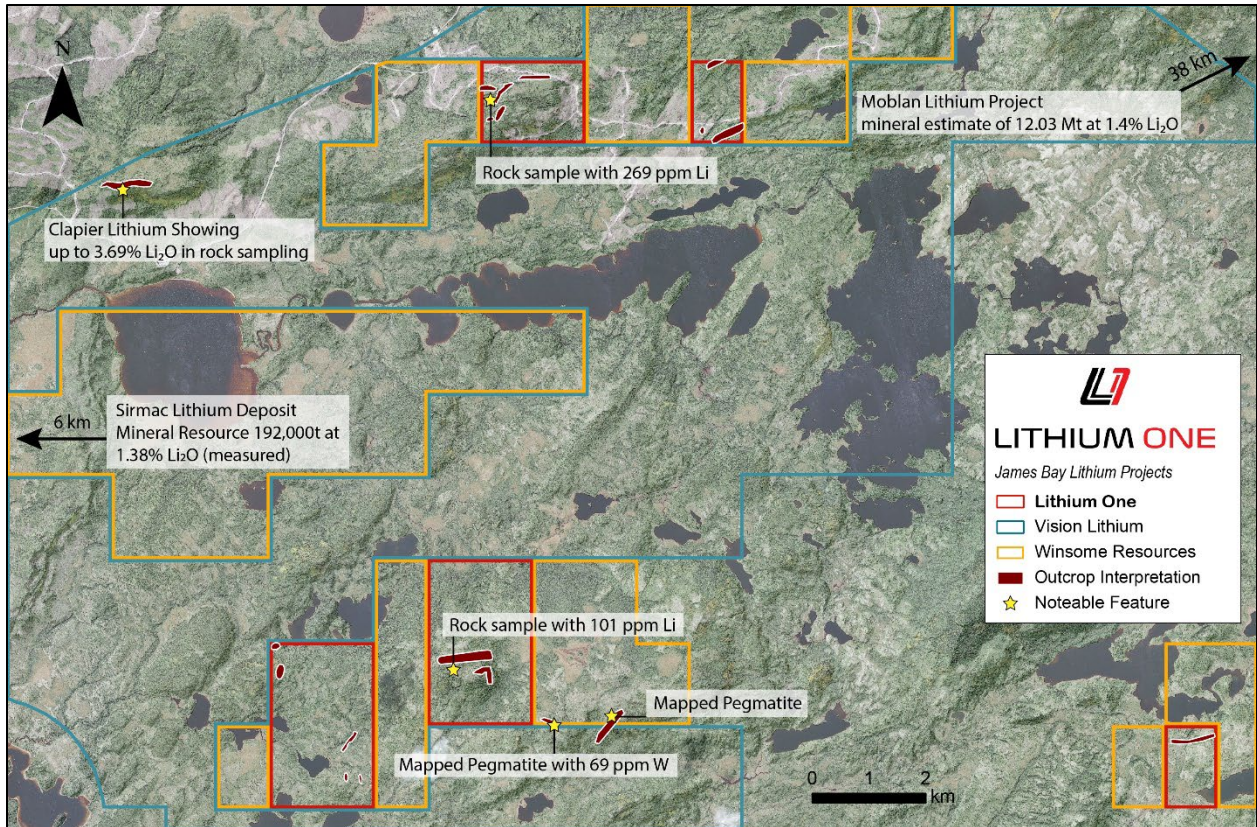 N
38 km
Moblan Lithium Project
mineral estimate of 12.03 Mt at 1.4% Li₂O
Rock sample with 269 ppm Li
Clapier Lithium Showing
up to 3.69% Li₂O in rock sampling
6 km
Sirmac Lithium Deposit
Mineral Resource 192,000t at
1.38% Li₂O (measured)
LITHIUM ONE
James Bay Lithium Projects
Lithium One
Vision Lithium
Winsome Resources
Outcrop Interpretation
Noteable Feature
Rock sample with 101 ppm Li
Mapped Pegmatite
Mapped Pegmatite with 69 ppm W
0 1 2
km